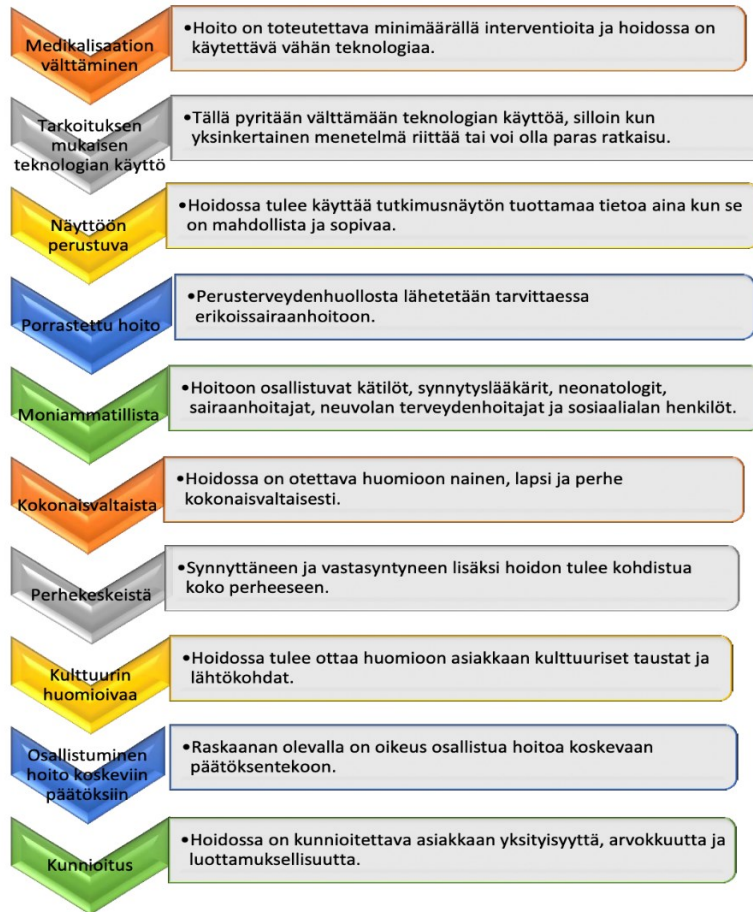 Medikalisaation
välttäminen
•Hoito on toteutettava minimäärällä interventioita ja hoidossa on
käytettävä vähän teknologiaa.
Tarkoituksen
mukaisen
teknologian käyttö
•Tällä pyritään välttämään teknologian käyttöä, silloin kun
yksinkertainen menetelmä riittää tai voi olla paras ratkaisu.
Näyttöön
perustuva
•Hoidossa tulee käyttää tutkimusnäytön tuottamaa tietoa aina kun se
on mahdollista ja sopivaa.
Porrastettu hoito
•Perusterveydenhuollosta lähetetään tarvittaessa
erikoissairaanhoitoon.
Moniammatillista
•Hoitoon osallistuvat kätilöt, synnytyslääkärit, neonatologit,
sairaanhoitajat, neuvolan terveydenhoitajat ja sosiaalialan henkilöt.
Kokonaisvaltaista
•Hoidossa on otettava huomioon nainen, lapsi ja perhe
kokonaisvaltaisesti.
Perhekeskeistä
•Synnyttäneen ja vastasyntyneen lisäksi hoidon tulee kohdistua
koko perheeseen.
Kulttuurin
huomioivaa
•Hoidossa tulee ottaa huomioon asiakkaan kulttuuriset taustat ja
lähtökohdat.
Osallistuminen
hoito koskeviin
päätöksiin
•Raskaanan olevalla on oikeus osallistua hoitoa koskevaan
päätöksentekoon.
Kunnioitus
•Hoidossa on kunnioitettava asiakkaan yksityisyyttä, arvokkuutta ja
luottamuksellisuutta.